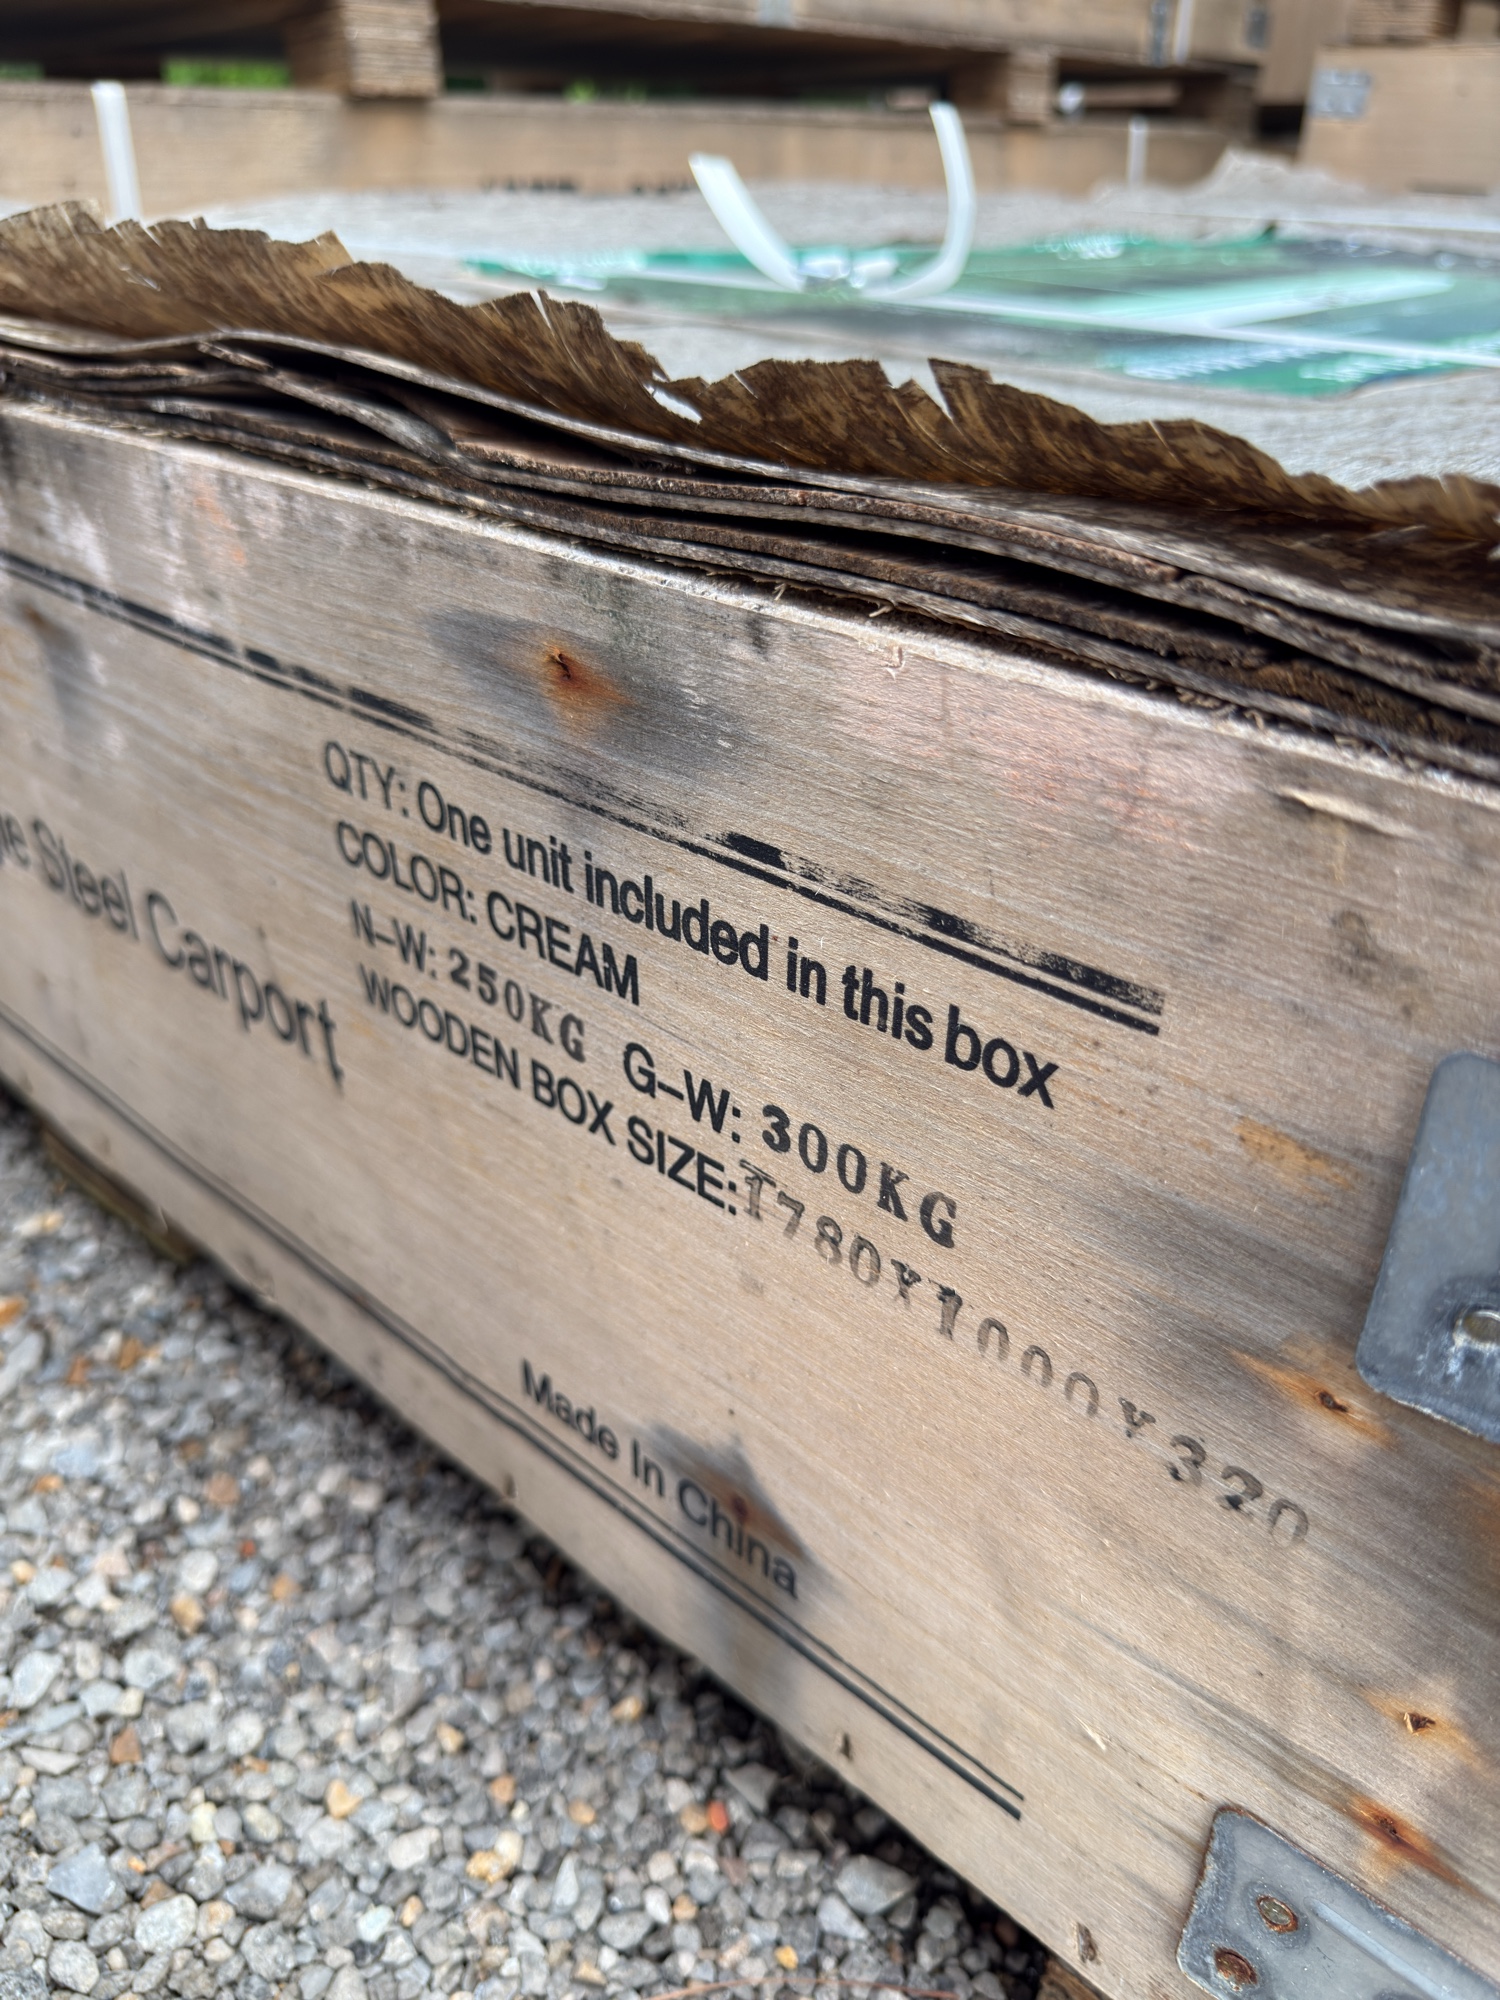 Steel Carport
QTY: One unit included in this box
COLOR: CREAM
N-W: 250KG G-W: 300KG
WOODEN BOX SIZE: 1780X1000X320
Made In China